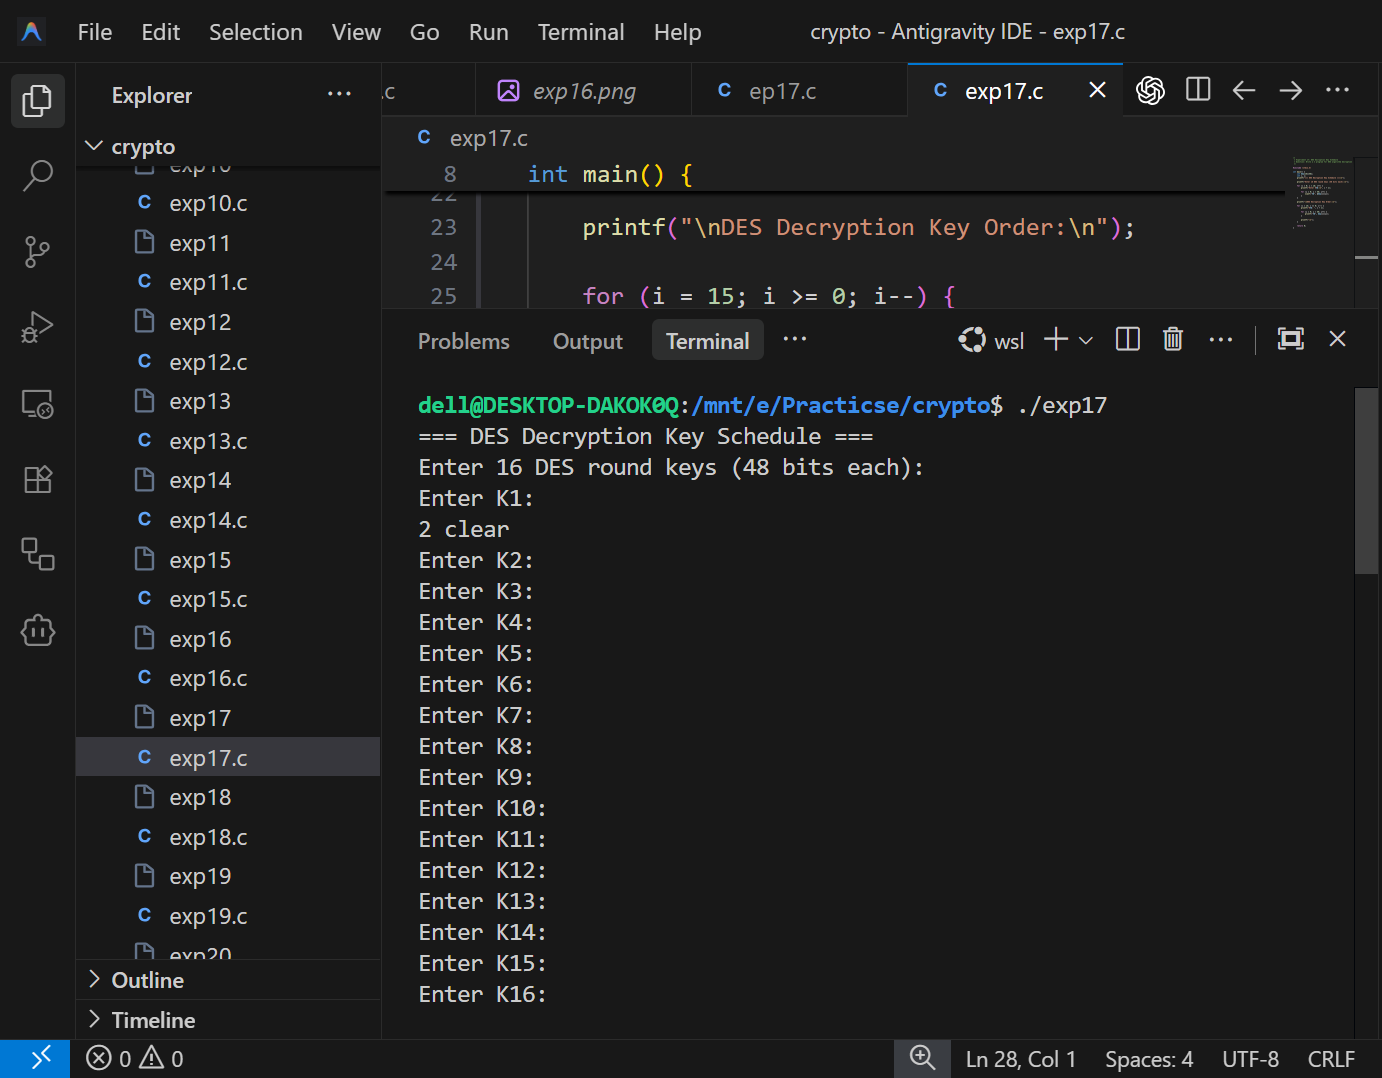 File Edit Selection View Go Run Terminal Help
crypto - Antigravity IDE - exp17.c
Explorer
crypto
exp10
exp10.c
exp11
exp11.c
exp12
exp12.c
exp13
exp13.c
exp14
exp14.c
exp15
exp15.c
exp16
exp16.c
exp17
exp17.c
exp18
exp18.c
exp19
exp19.c
exp20
Outline
Timeline
.c
exp16.png
ep17.c
exp17.c
exp17.c
8 int main() {
22
23 printf("\nDES Decryption Key Order:\n");
24
25 for (i = 15; i >= 0; i--) {
Problems Output Terminal
wsl
dell@DESKTOP-DAKOK0Q:/mnt/e/Practicse/crypto$ ./exp17
=== DES Decryption Key Schedule ===
Enter 16 DES round keys (48 bits each):
Enter K1:
2 clear
Enter K2:
Enter K3:
Enter K4:
Enter K5:
Enter K6:
Enter K7:
Enter K8:
Enter K9:
Enter K10:
Enter K11:
Enter K12:
Enter K13:
Enter K14:
Enter K15:
Enter K16:
0 0
Ln 28, Col 1 Spaces: 4 UTF-8 CRLF